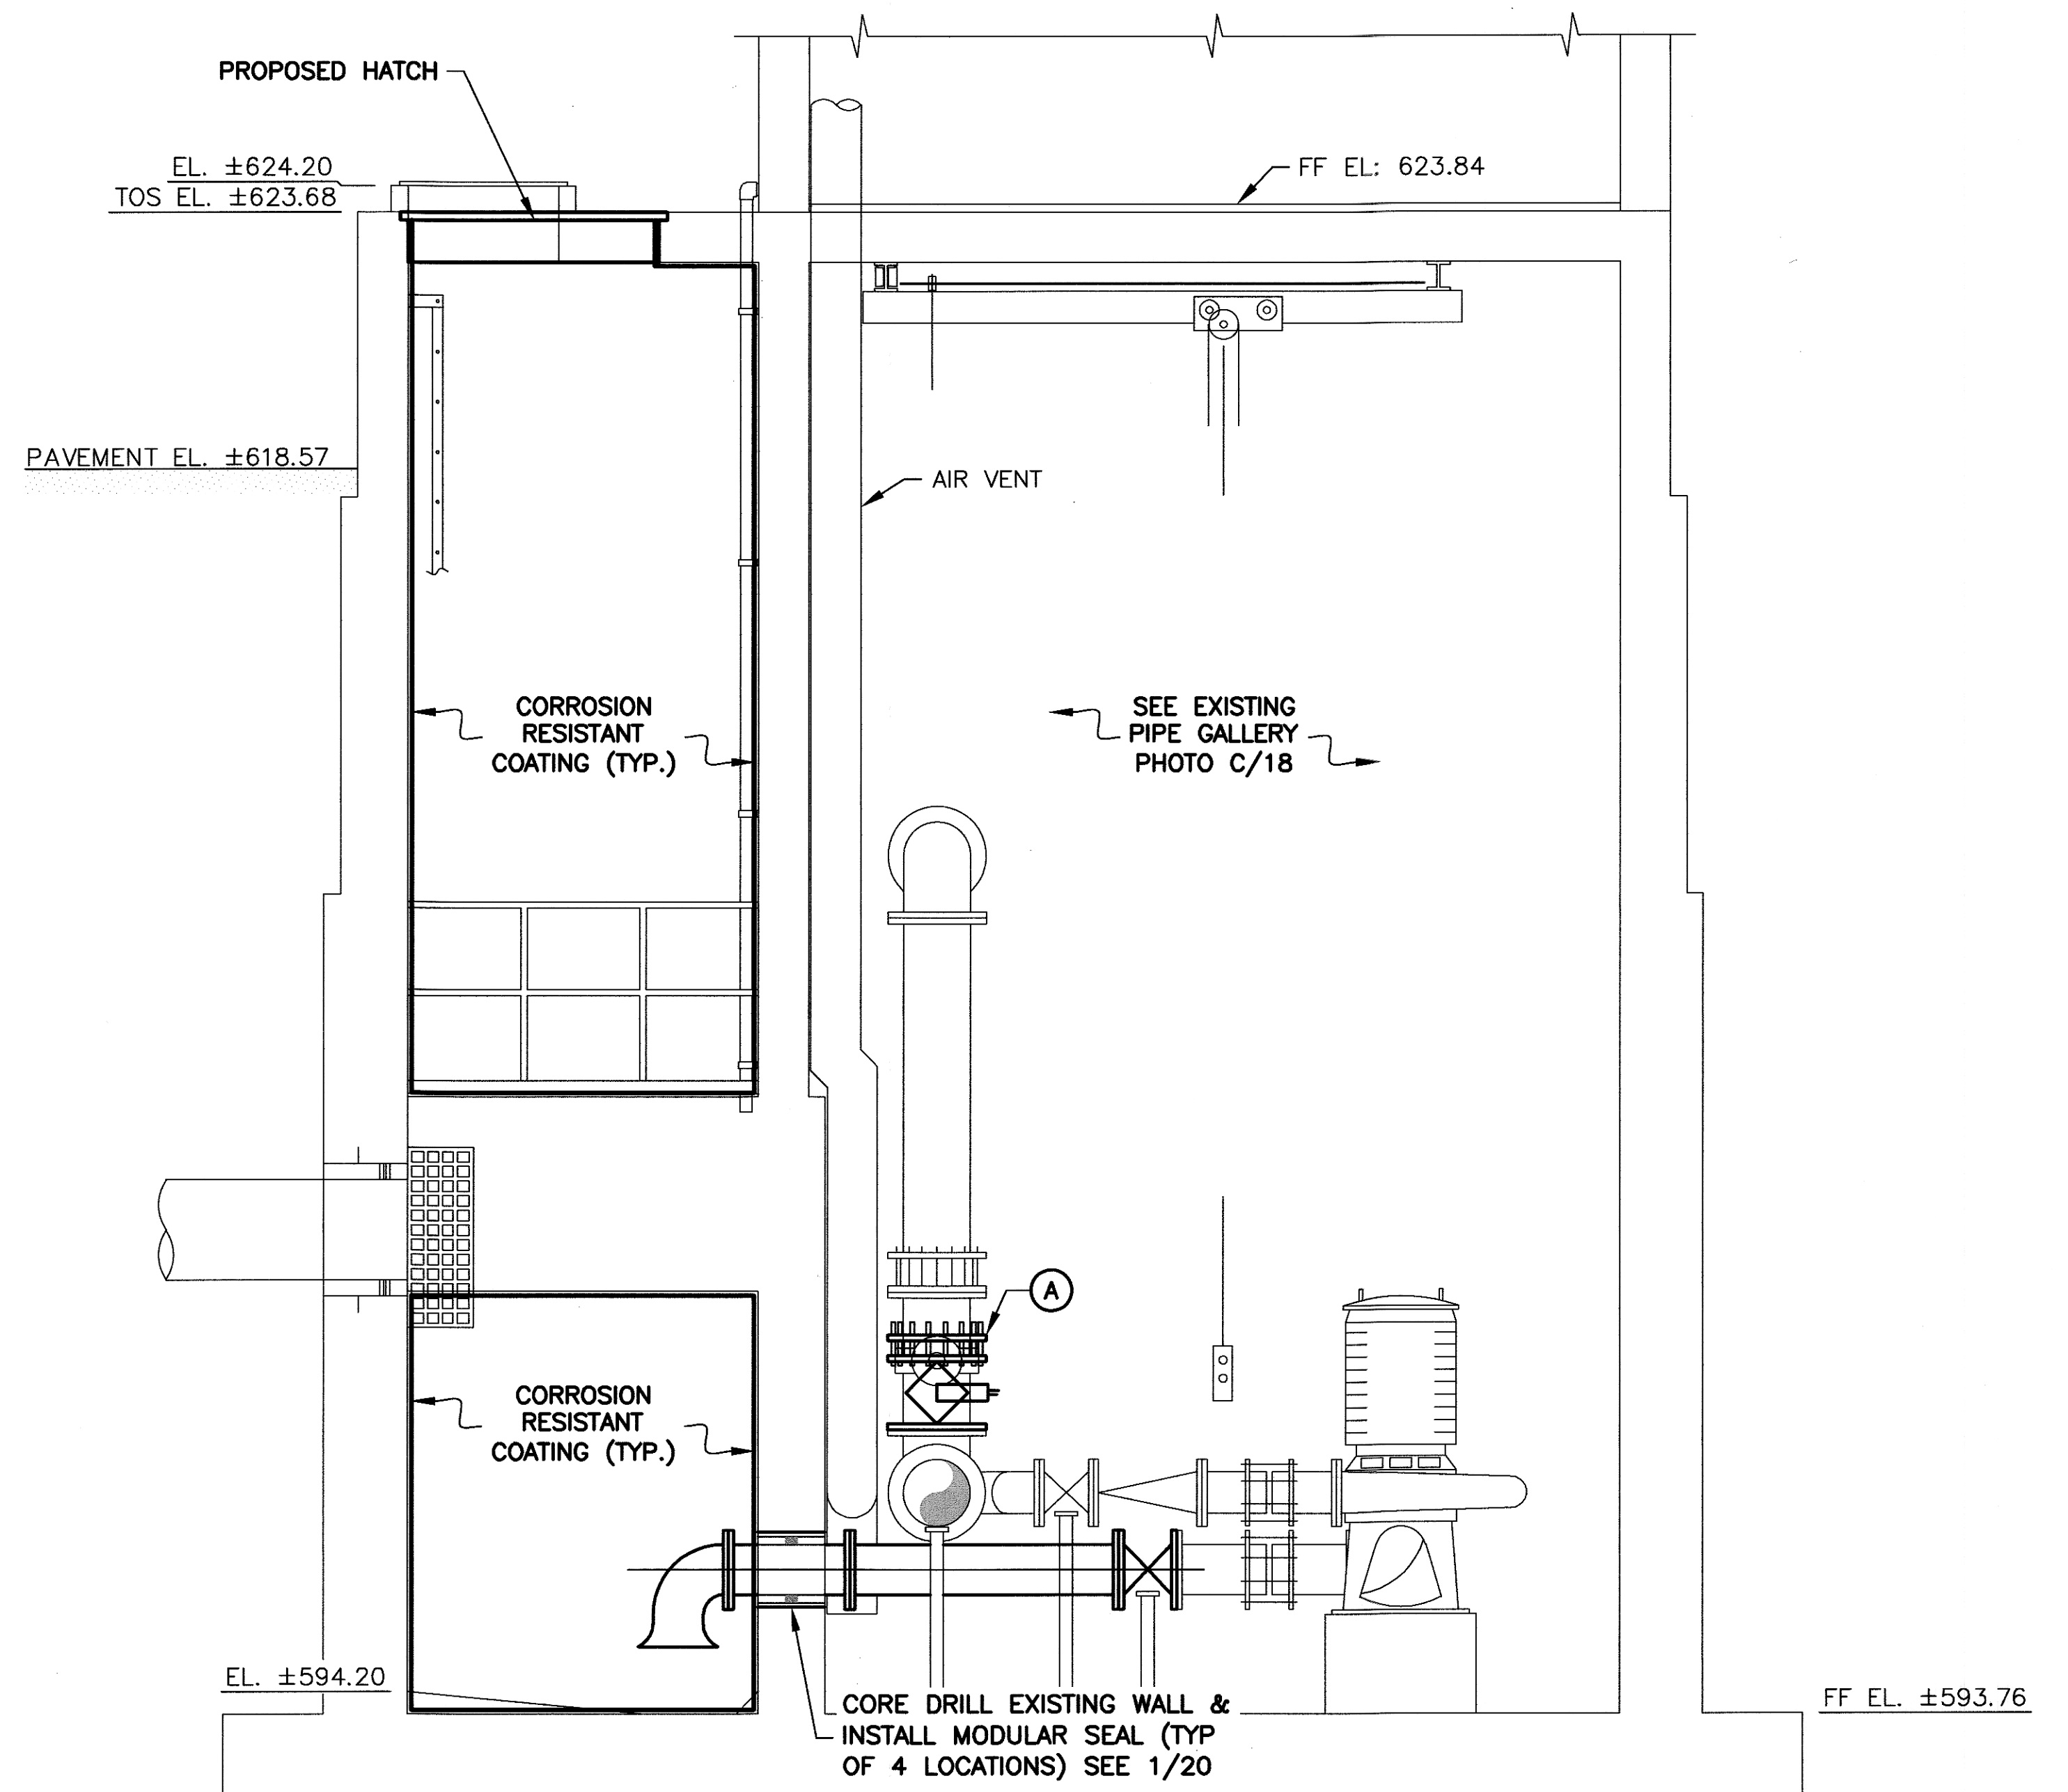 PROPOSED HATCH
EL. ±624.20
TOS EL. ±623.68
FF EL: 623.84
PAVEMENT EL. ±618.57
AIR VENT
CORROSION
RESISTANT
COATING (TYP.)
SEE EXISTING
PIPE GALLERY
PHOTO C/18
A
CORROSION
RESISTANT
COATING (TYP.)
EL. ±594.20
CORE DRILL EXISTING WALL &
INSTALL MODULAR SEAL (TYP
OF 4 LOCATIONS) SEE 1/20
FF EL. ±593.76